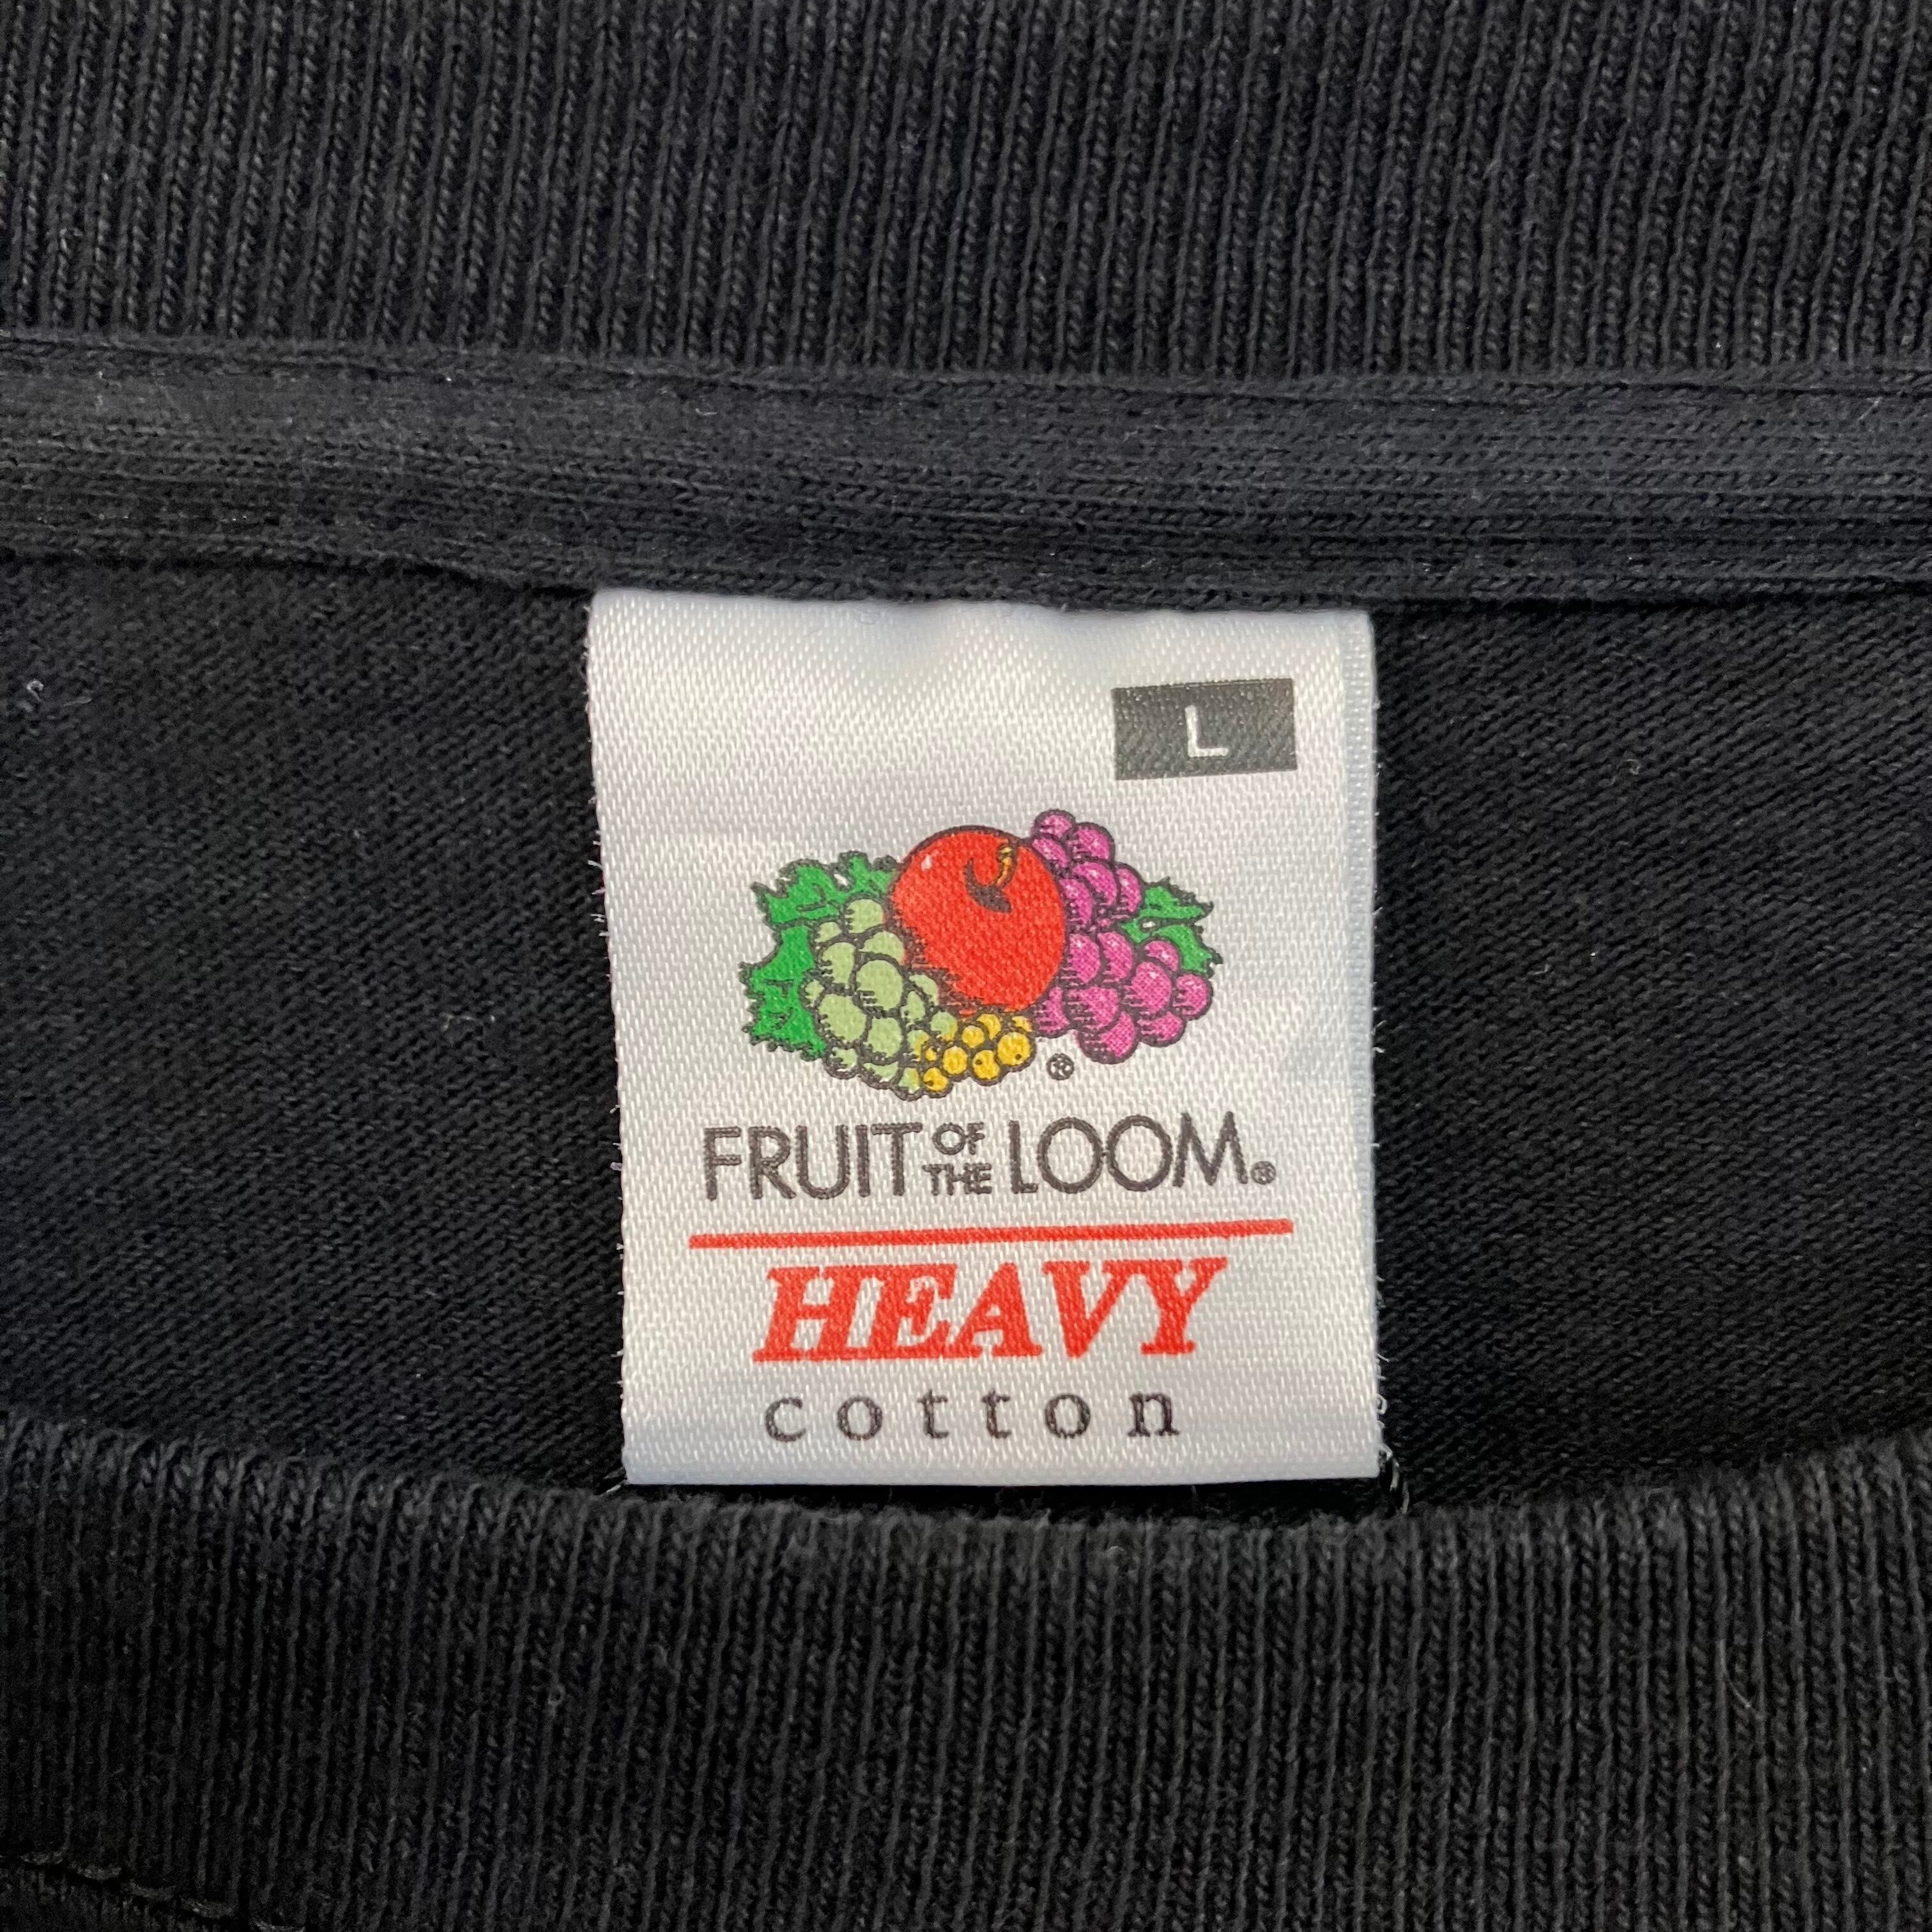 L
®
FRUIT OF THE LOOM®
HEAVY
cotton